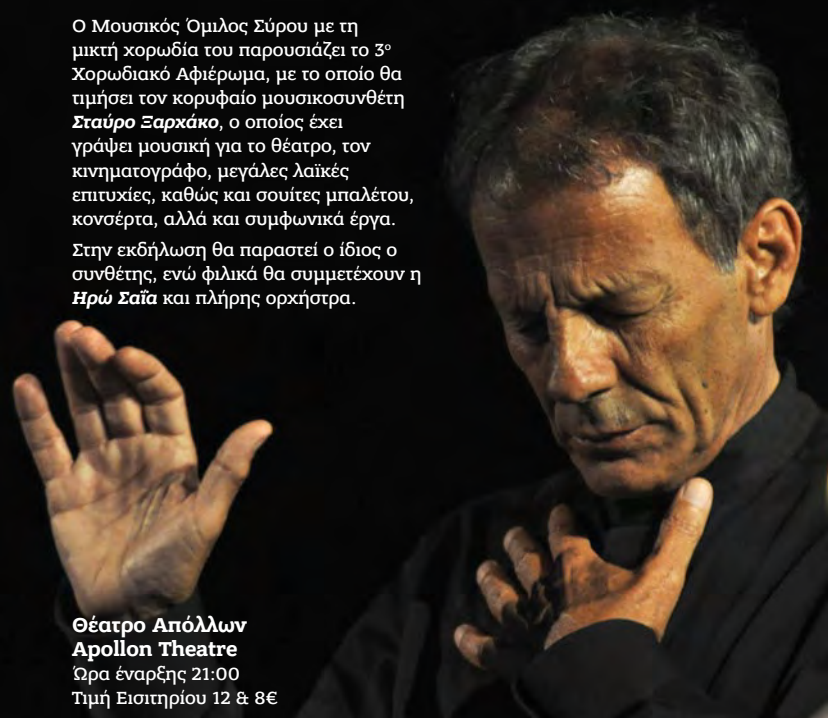 Ο Μουσικός Όμιλος Σύρου με τη
μικτή χορωδία του παρουσιάζει το 3ο
Χορωδιακό Αφιέρωμα, με το οποίο θα
τιμήσει τον κορυφαίο μουσικοσυνθέτη
Σταύρο Ξαρχάκο, ο οποίος έχει
γράψει μουσική για το θέατρο, τον
κινηματογράφο, μεγάλες λαϊκές
επιτυχίες, καθώς και σουίτες μπαλέτου,
κονσέρτα, αλλά και συμφωνικά έργα.
Στην εκδήλωση θα παραστεί ο ίδιος ο
συνθέτης, ενώ φιλικά θα συμμετέχουν η
Ηρώ Σαΐα και πλήρης ορχήστρα.
Θέατρο Απόλλων
Apollon Theatre
Ώρα έναρξης 21:00
Τιμή Εισιτηρίου 12 & 8€